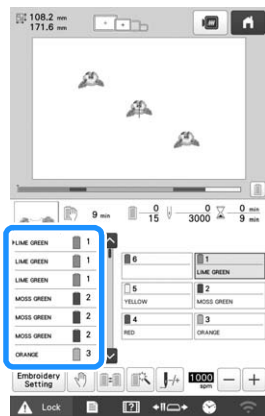 108.2 mm
171.6 mm
9 min
0
15
0
3000
0 min
9 min
LIME GREEN 1
LIME GREEN 1
LIME GREEN 1
MOSS GREEN 2
MOSS GREEN 2
MOSS GREEN 2
ORANGE 3
6
1
LIME GREEN
5
YELLOW
2
MOSS GREEN
4
RED
3
ORANGE
Embroidery
Setting
1000
spm
Lock
?